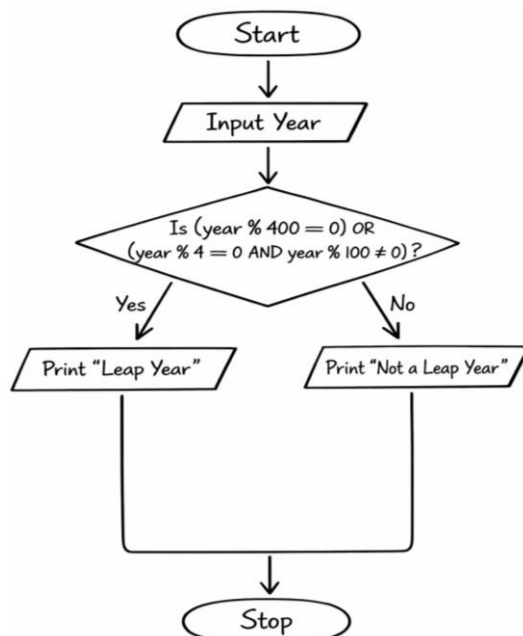 Start
Input Year
Is (year % 400 = 0) OR
(year % 4 = 0 AND year % 100 ≠ 0)?
Yes
No
Print “Leap Year”
Print “Not a Leap Year”
Stop